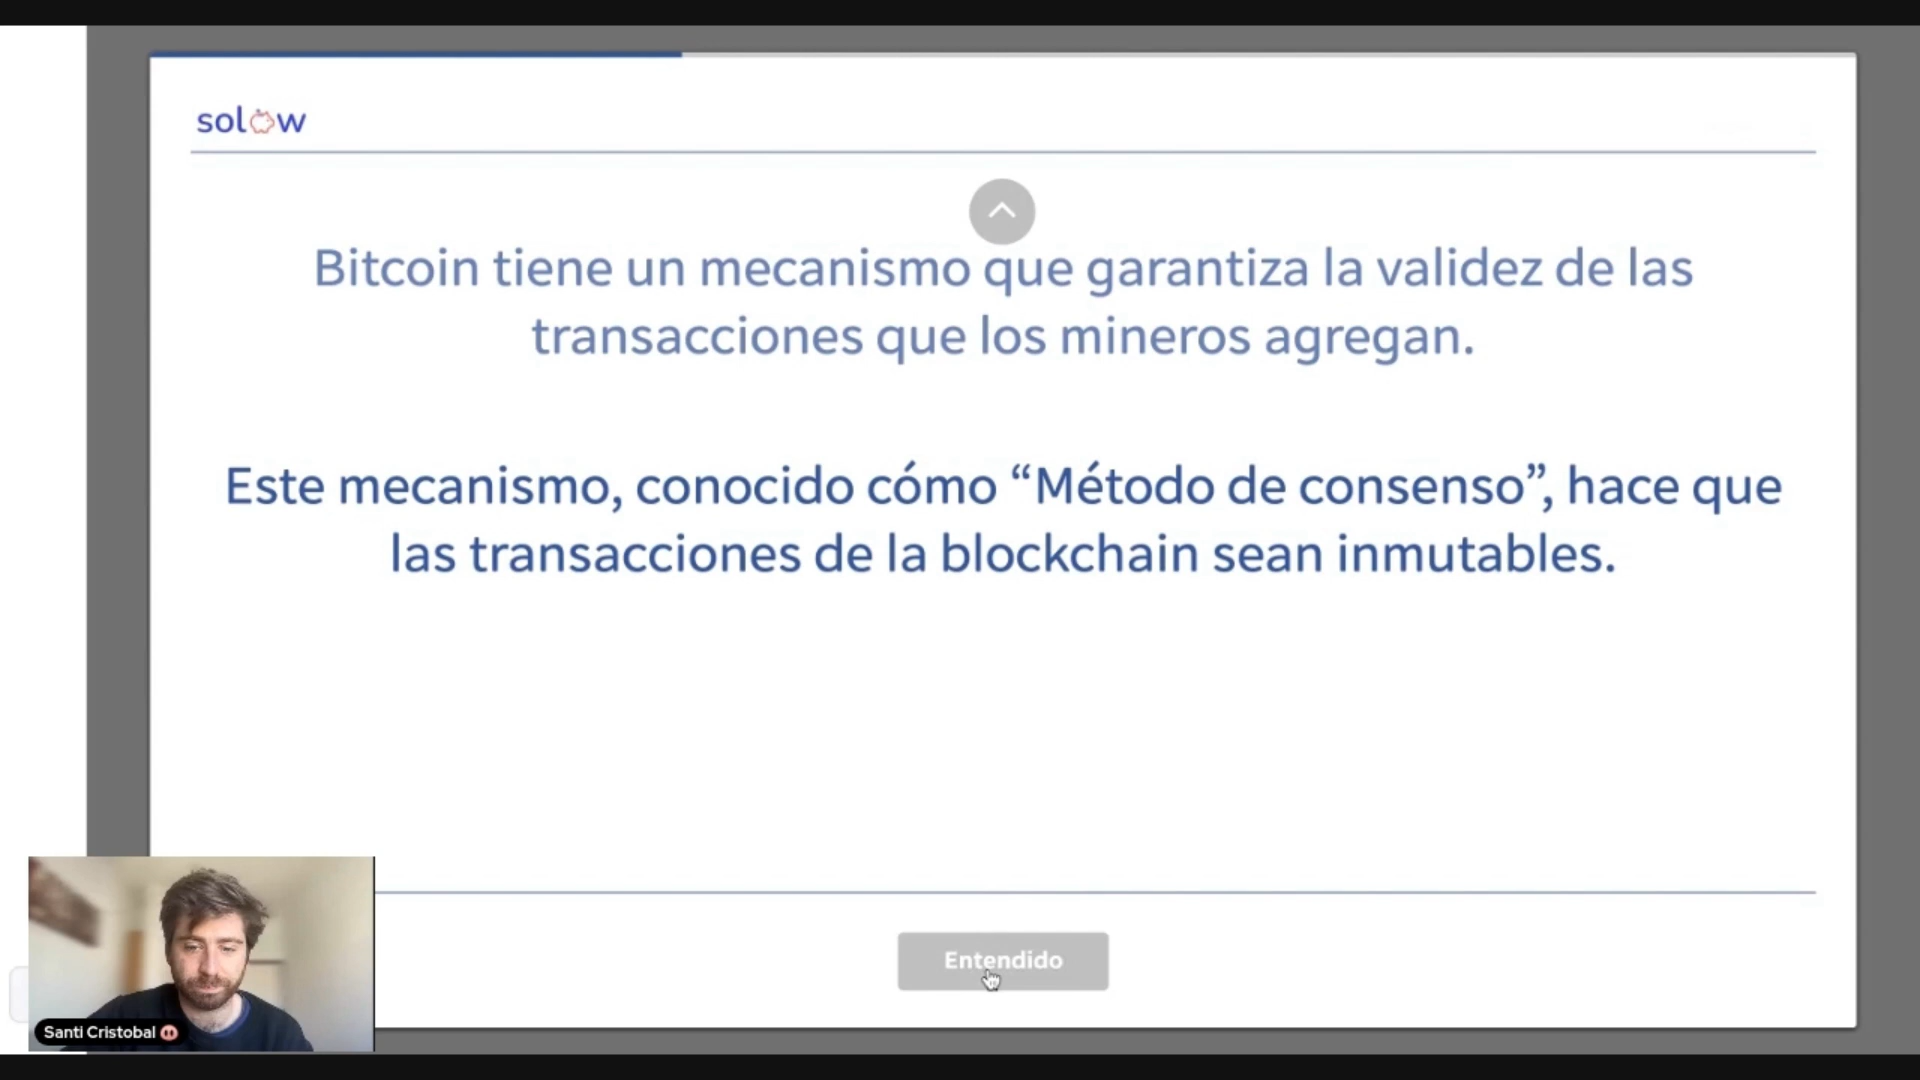 solow
Bitcoin tiene un mecanismo que garantiza la validez de las
transacciones que los mineros agregan.
Este mecanismo, conocido cómo “Método de consenso”, hace que
las transacciones de la blockchain sean inmutables.
Entendido
Santi Cristobal